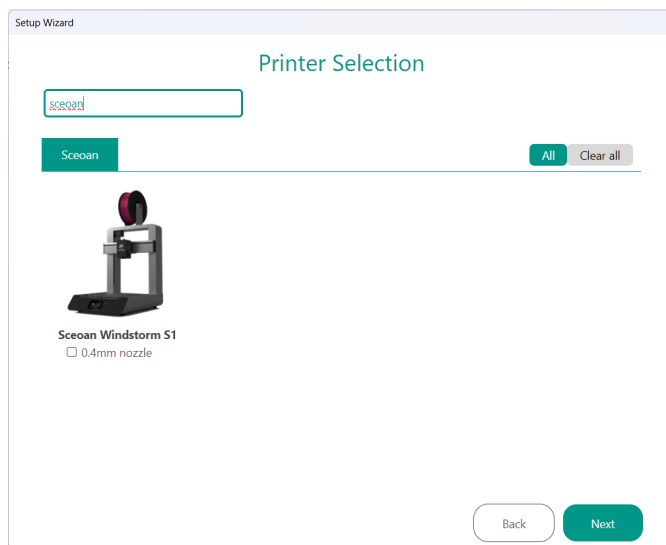 Setup Wizard
Printer Selection
sceoan
Sceoan
All
Clear all
Sceoan Windstorm S1
0.4mm nozzle
Back
Next